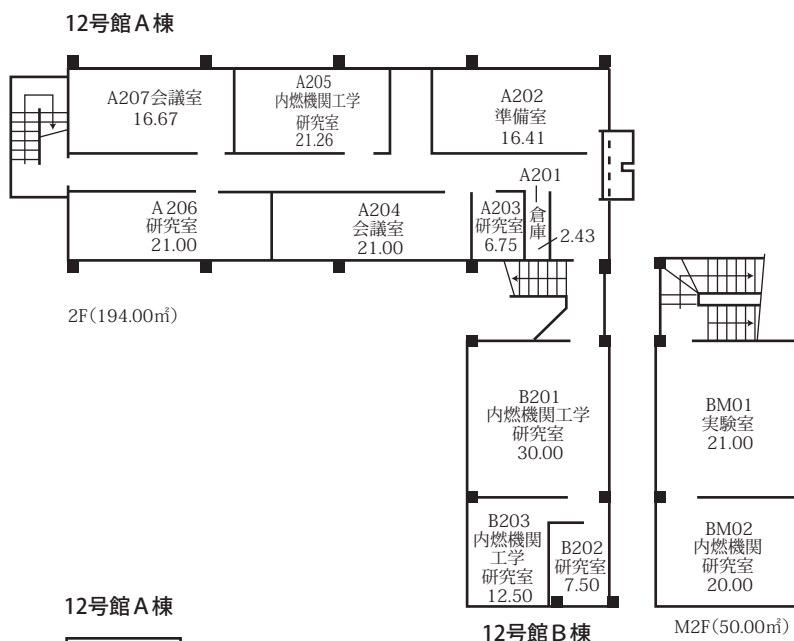 12号館A棟
A207会議室
16.67
A205
内燃機関工学
研究室
21.26
A202
準備室
16.41
A201
倉庫
2.43
A206
研究室
21.00
A204
会議室
21.00
A203
研究室
6.75
2F(194.00㎡)
B201
内燃機関工学
研究室
30.00
BM01
実験室
21.00
B203
内燃機関
工学
研究室
12.50
B202
研究室
7.50
BM02
内燃機関
研究室
20.00
12号館A棟
12号館B棟
M2F(50.00㎡)